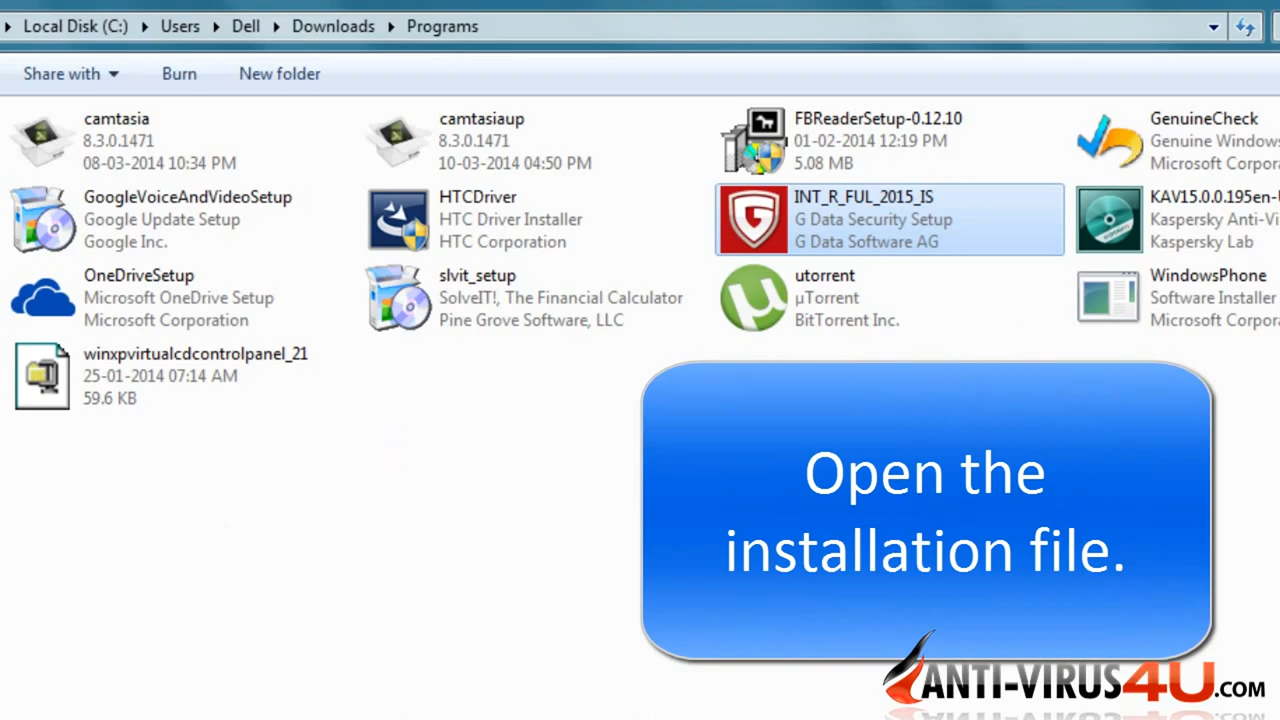 Local Disk (C:) Users Dell Downloads Programs
Share with Burn New folder
camtasia
8.3.0.1471
08-03-2014 10:34 PM
camtasiaup
8.3.0.1471
10-03-2014 04:50 PM
FBReaderSetup-0.12.10
01-02-2014 12:19 PM
5.08 MB
GenuineCheck
Genuine Windows
Microsoft Corpor
GoogleVoiceAndVideoSetup
Google Update Setup
Google Inc.
HTCDriver
HTC Driver Installer
HTC Corporation
INT_R_FUL_2015_IS
G Data Security Setup
G Data Software AG
KAV15.0.0.195en-
Kaspersky Anti-Vi
Kaspersky Lab
OneDriveSetup
Microsoft OneDrive Setup
Microsoft Corporation
slvit_setup
SolveIT!, The Financial Calculator
Pine Grove Software, LLC
utorrent
µTorrent
BitTorrent Inc.
WindowsPhone
Software Installer
Microsoft Corpor
winxpvirtualcdcontrolpanel_21
25-01-2014 07:14 AM
59.6 KB
Open the
installation file.
ANTI-VIRUS4U.COM